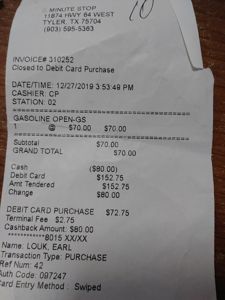 10
MINUTE STOP
11874 HWY 64 WEST
TYLER, TX 75704
(903) 595-5363
INVOICE# 310252
Closed to Debit Card Purchase
DATE/TIME: 12/27/2019 3:53:49 PM
CASHIER: CP
STATION: 02
GASOLINE OPEN-GS
1 @ $70.00 $70.00
Subtotal $70.00
GRAND TOTAL $70.00
Cash ($80.00)
Debit Card $152.75
Amt Tendered $152.75
Change $80.00
DEBIT CARD PURCHASE $72.75
Terminal Fee $2.75
Cashback Amount: $80.00
************8015 XX/XX
Name: LOUK, EARL
Transaction Type: PURCHASE
Ref Num: 42
Auth Code: 097247
Card Entry Method: Swiped